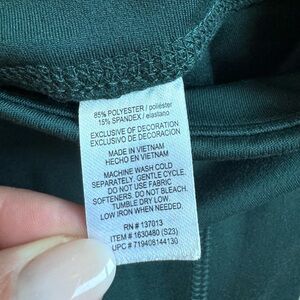 85% POLYESTER / poliéster
15% SPANDEX / elastano
EXCLUSIVE OF DECORATION
EXCLUSIVO DE DECORACION
MADE IN VIETNAM
HECHO EN VIETNAM
MACHINE WASH COLD
SEPARATELY. GENTLE CYCLE.
DO NOT USE FABRIC
SOFTENERS. DO NOT BLEACH.
TUMBLE DRY LOW.
LOW IRON WHEN NEEDED.
RN # 137013
ITEM # 1630480 (S23)
UPC # 719408144130